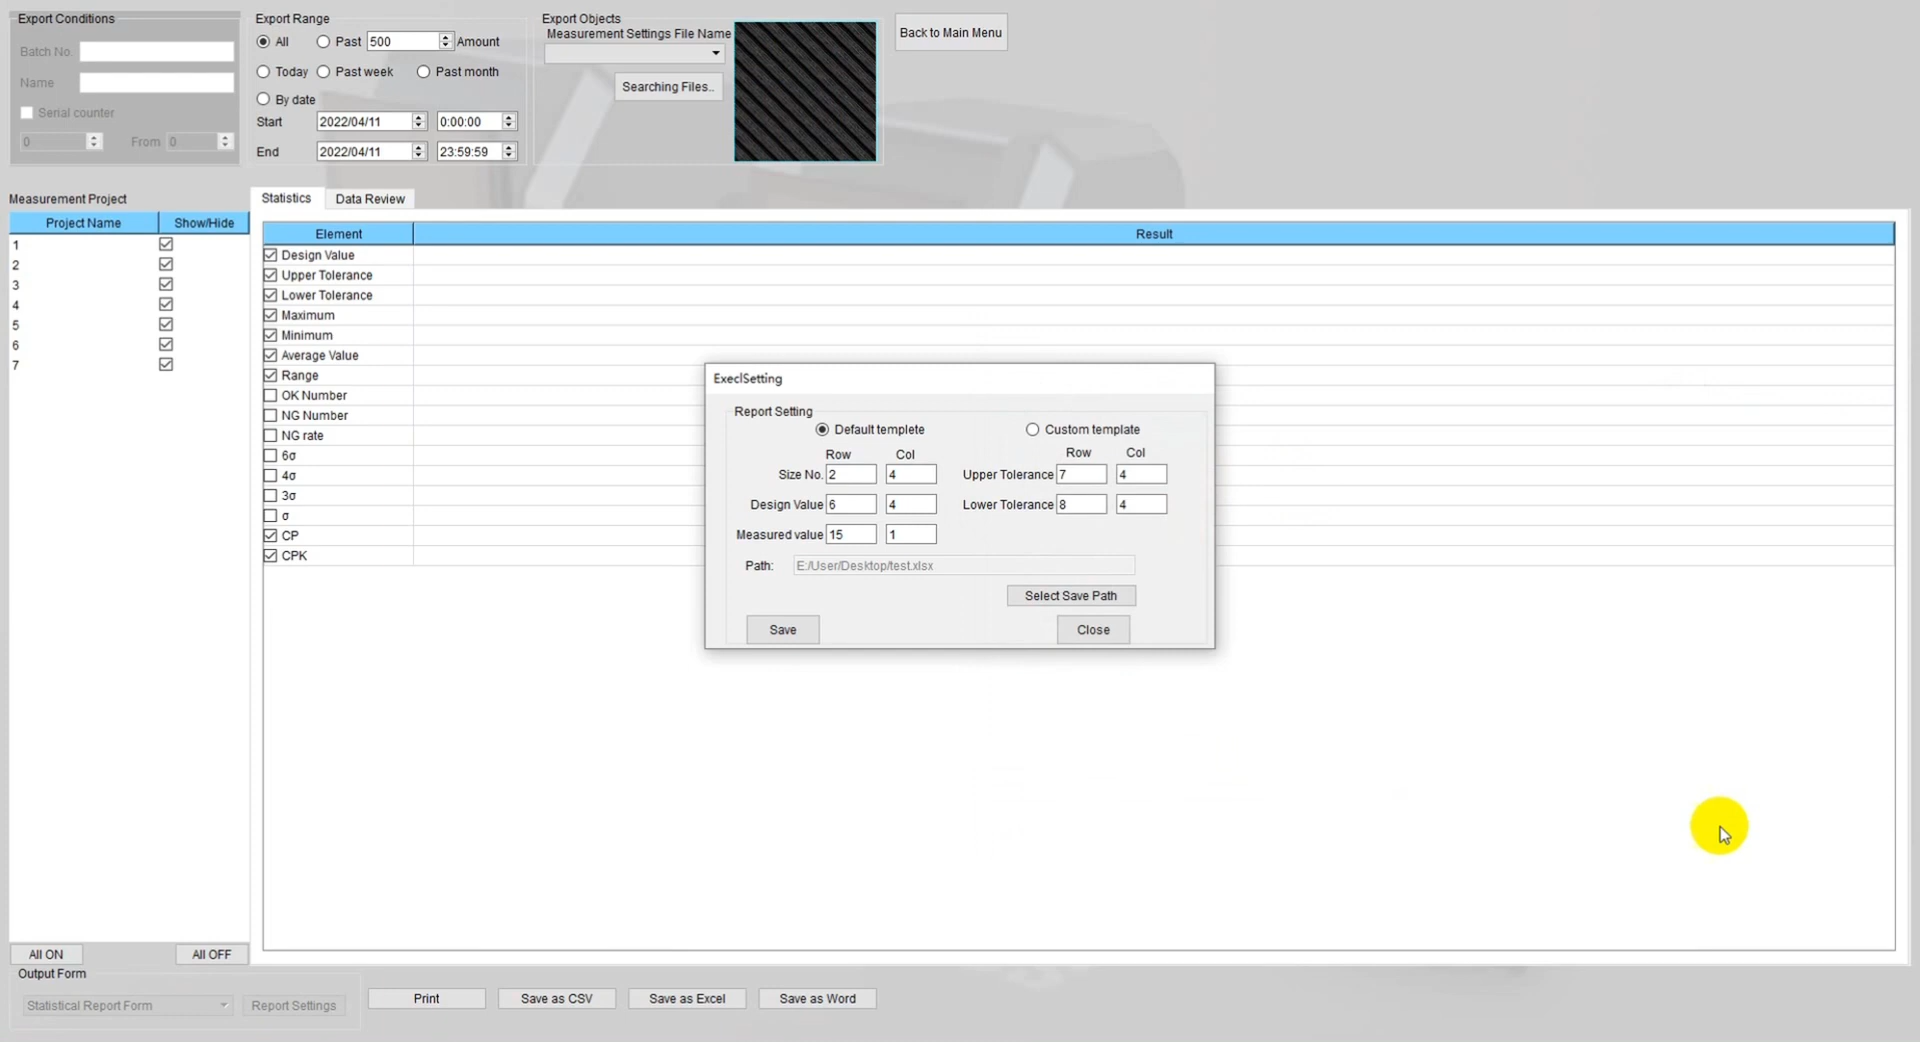 Export Conditions
Batch No.
Name
Serial counter
0 From 0
Export Range
All Past 500 Amount
Today Past week Past month
By date
Start 2022/04/11 0:00:00
End 2022/04/11 23:59:59
Export Objects
Measurement Settings File Name
Searching Files..
Back to Main Menu
Measurement Project
Project Name Show/Hide
1
2
3
4
5
6
7
All ON All OFF
Statistics Data Review
Element Result
Design Value
Upper Tolerance
Lower Tolerance
Maximum
Minimum
Average Value
Range
OK Number
NG Number
NG rate
6σ
4σ
3σ
σ
CP
CPK
ExeclSetting
Report Setting
Default templete Custom template
Row Col Row Col
Size No. 2 4 Upper Tolerance 7 4
Design Value 6 4 Lower Tolerance 8 4
Measured value 15 1
Path: E:/User/Desktop/test.xlsx
Select Save Path
Save Close
Output Form
Statistical Report Form Report Settings Print Save as CSV Save as Excel Save as Word